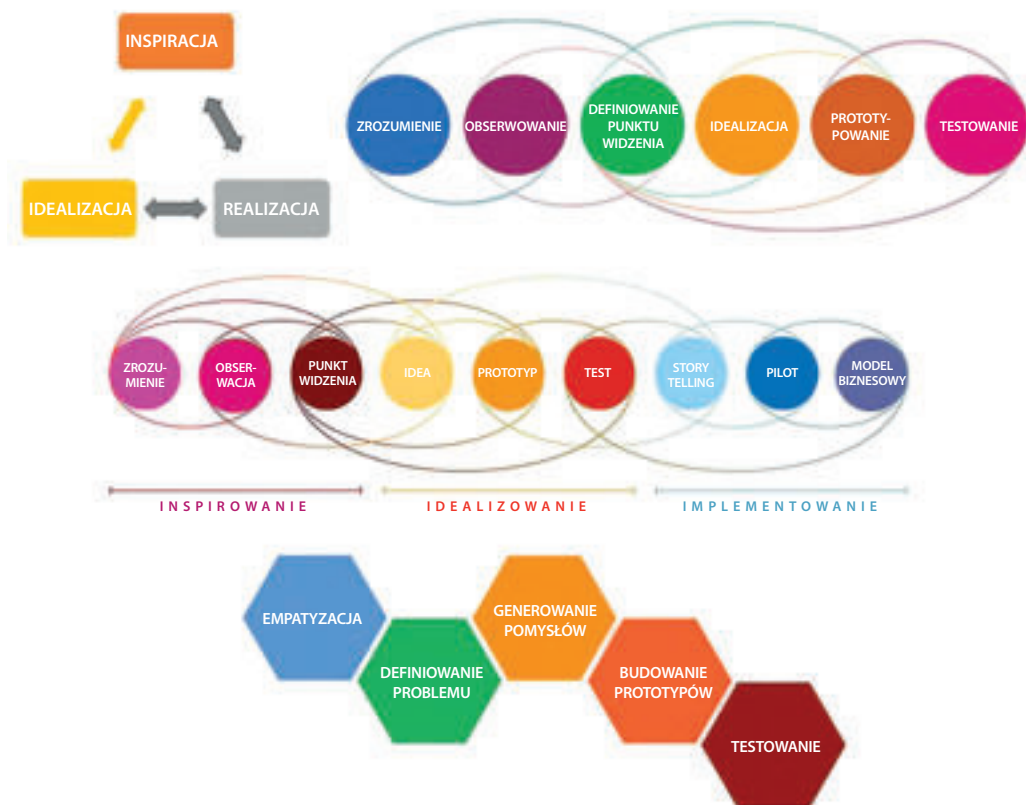 INSPIRACJA
IDEALIZACJA
REALIZACJA
ZROZUMIENIE
OBSERWOWANIE
DEFINIOWANIE
PUNKTU
WIDZENIA
IDEALIZACJA
PROTOTY-
POWANIE
TESTOWANIE
ZROZU-
MIENIE
OBSER-
WACJA
PUNKT
WIDZENIA
IDEA
PROTOTYP
TEST
STORY
TELLING
PILOT
MODEL
BIZNESOWY
INSPIROWANIE
IDEALIZOWANIE
IMPLEMENTOWANIE
EMPATYZACJA
DEFINIOWANIE
PROBLEMU
GENEROWANIE
POMYSŁÓW
BUDOWANIE
PROTOTYPÓW
TESTOWANIE